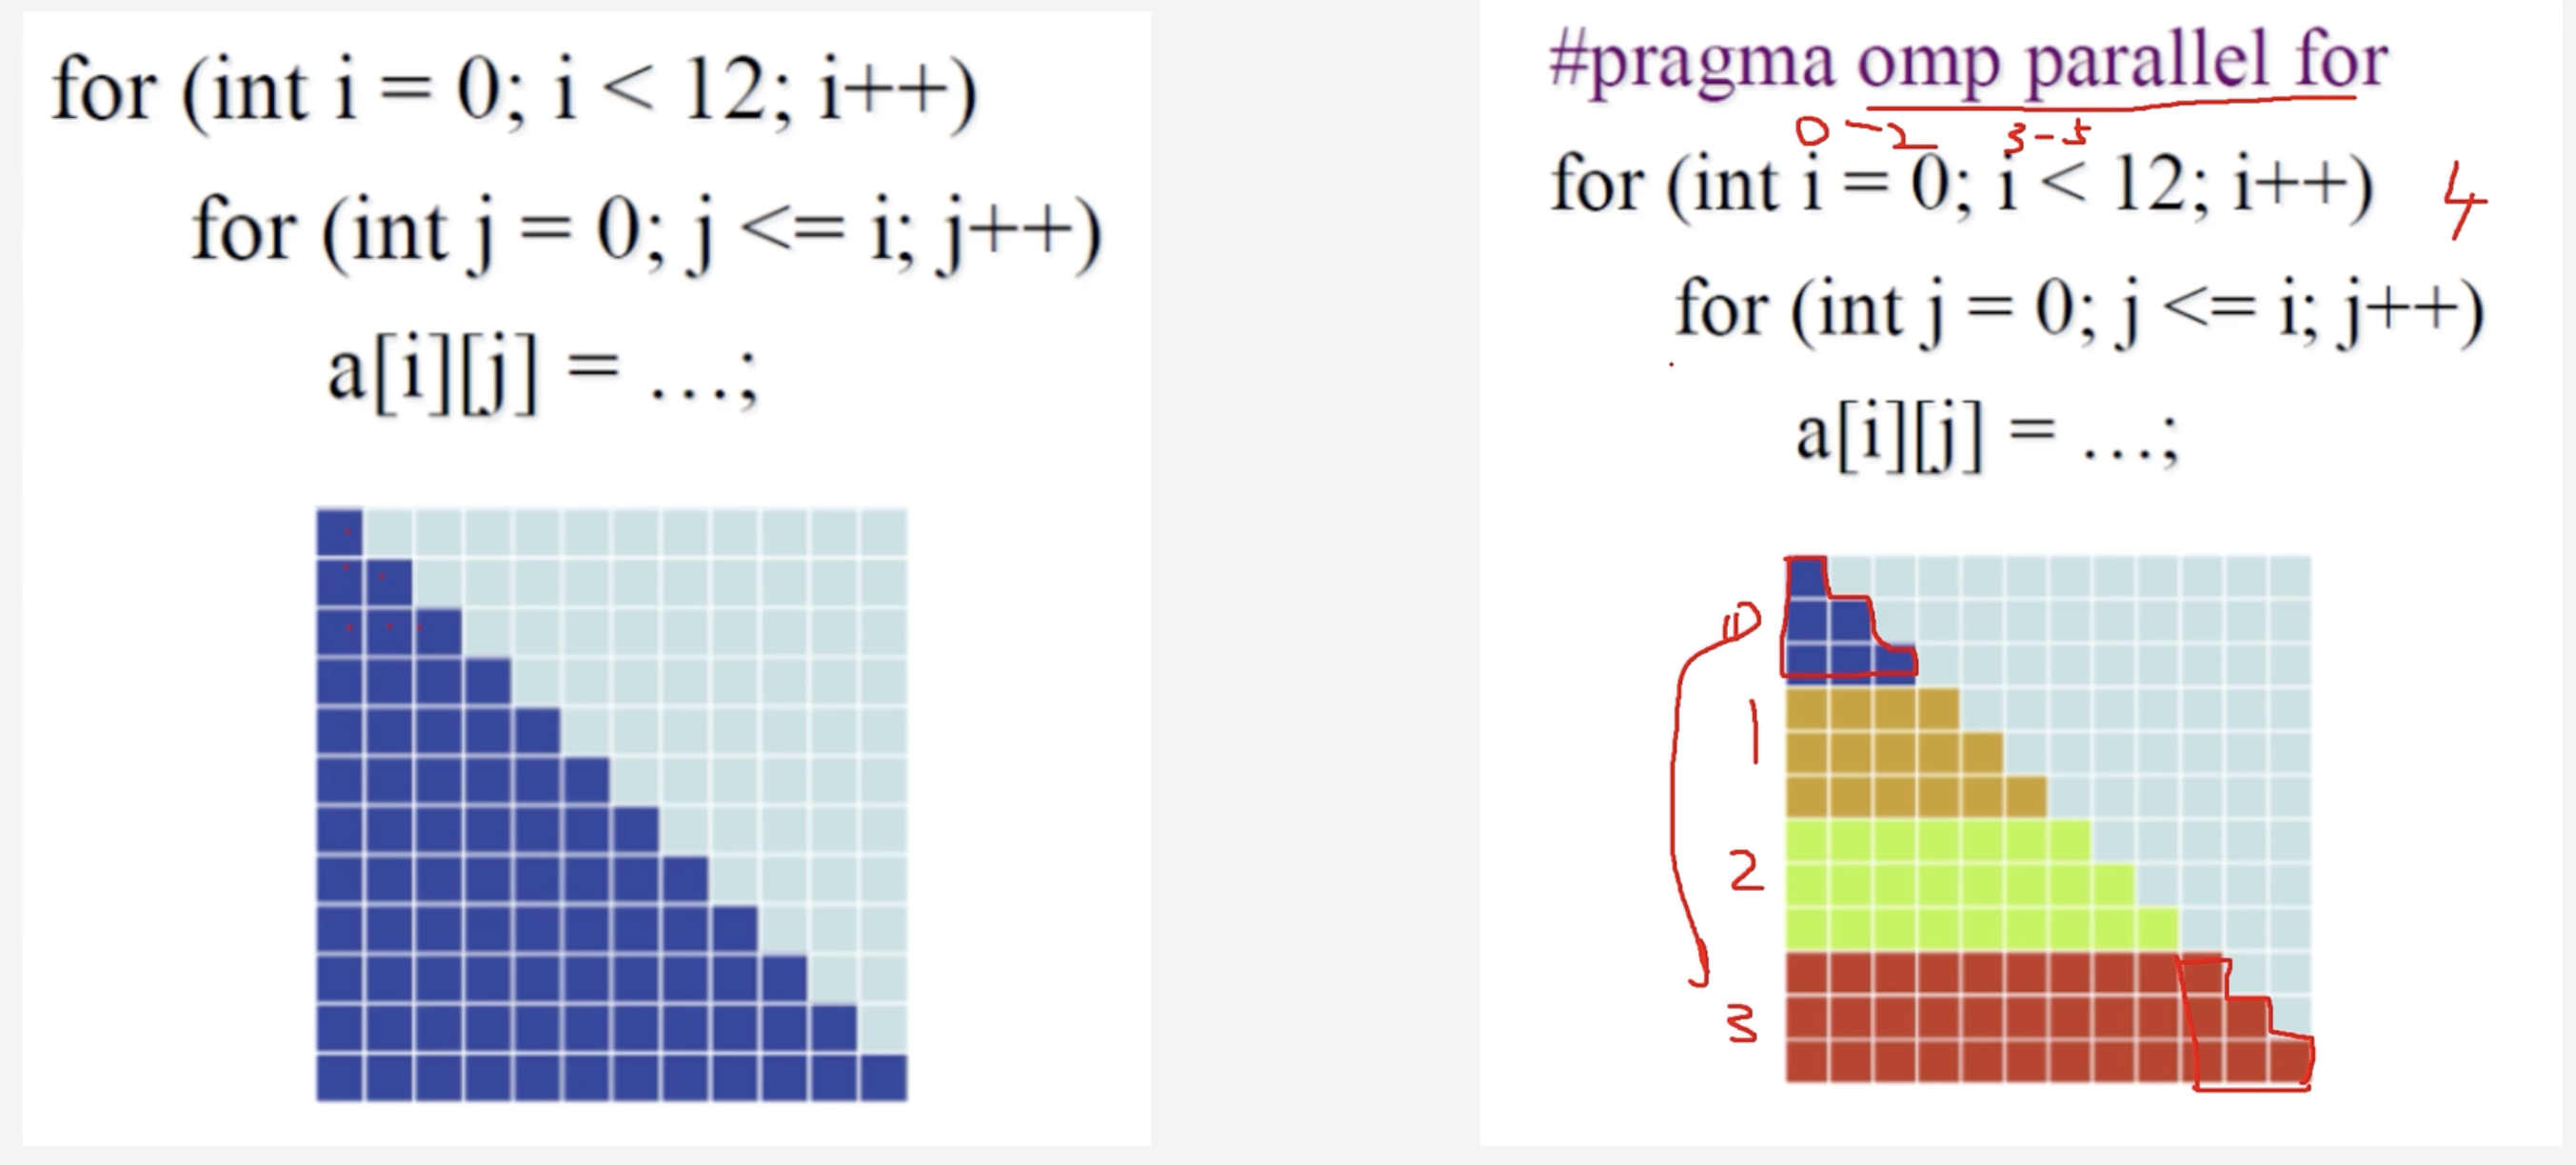 for (int i = 0; i < 12; i++)
for (int j = 0; j <= i; j++)
a[i][j] = ...;
#pragma omp parallel for
0-2 3-5
for (int i = 0; i < 12; i++) 4
for (int j = 0; j <= i; j++)
a[i][j] = ...;
0
1
2
3